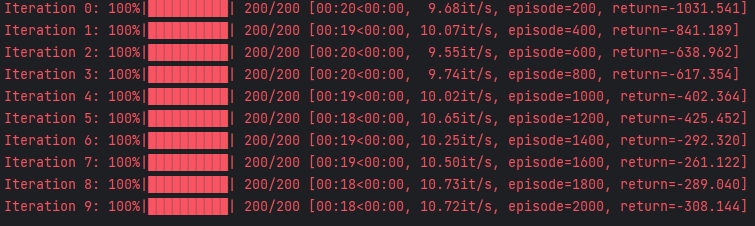 Iteration 0: 100%|██████████| 200/200 [00:20<00:00,  9.68it/s, episode=200, return=-1031.541]
Iteration 1: 100%|██████████| 200/200 [00:19<00:00, 10.07it/s, episode=400, return=-841.189]
Iteration 2: 100%|██████████| 200/200 [00:20<00:00,  9.55it/s, episode=600, return=-638.962]
Iteration 3: 100%|██████████| 200/200 [00:20<00:00,  9.74it/s, episode=800, return=-617.354]
Iteration 4: 100%|██████████| 200/200 [00:19<00:00, 10.02it/s, episode=1000, return=-402.364]
Iteration 5: 100%|██████████| 200/200 [00:18<00:00, 10.65it/s, episode=1200, return=-425.452]
Iteration 6: 100%|██████████| 200/200 [00:19<00:00, 10.25it/s, episode=1400, return=-292.320]
Iteration 7: 100%|██████████| 200/200 [00:19<00:00, 10.50it/s, episode=1600, return=-261.122]
Iteration 8: 100%|██████████| 200/200 [00:18<00:00, 10.73it/s, episode=1800, return=-289.040]
Iteration 9: 100%|██████████| 200/200 [00:18<00:00, 10.72it/s, episode=2000, return=-308.144]